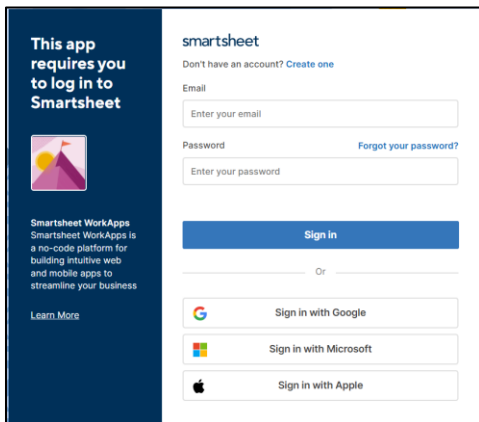 This app
requires you
to log in to
Smartsheet
Smartsheet WorkApps
Smartsheet WorkApps is
a no-code platform for
building intuitive web
and mobile apps to
streamline your business
Learn More
smartsheet
Don't have an account? Create one
Email
Enter your email
Password Forgot your password?
Enter your password
Sign in
Or
Sign in with Google
Sign in with Microsoft
Sign in with Apple